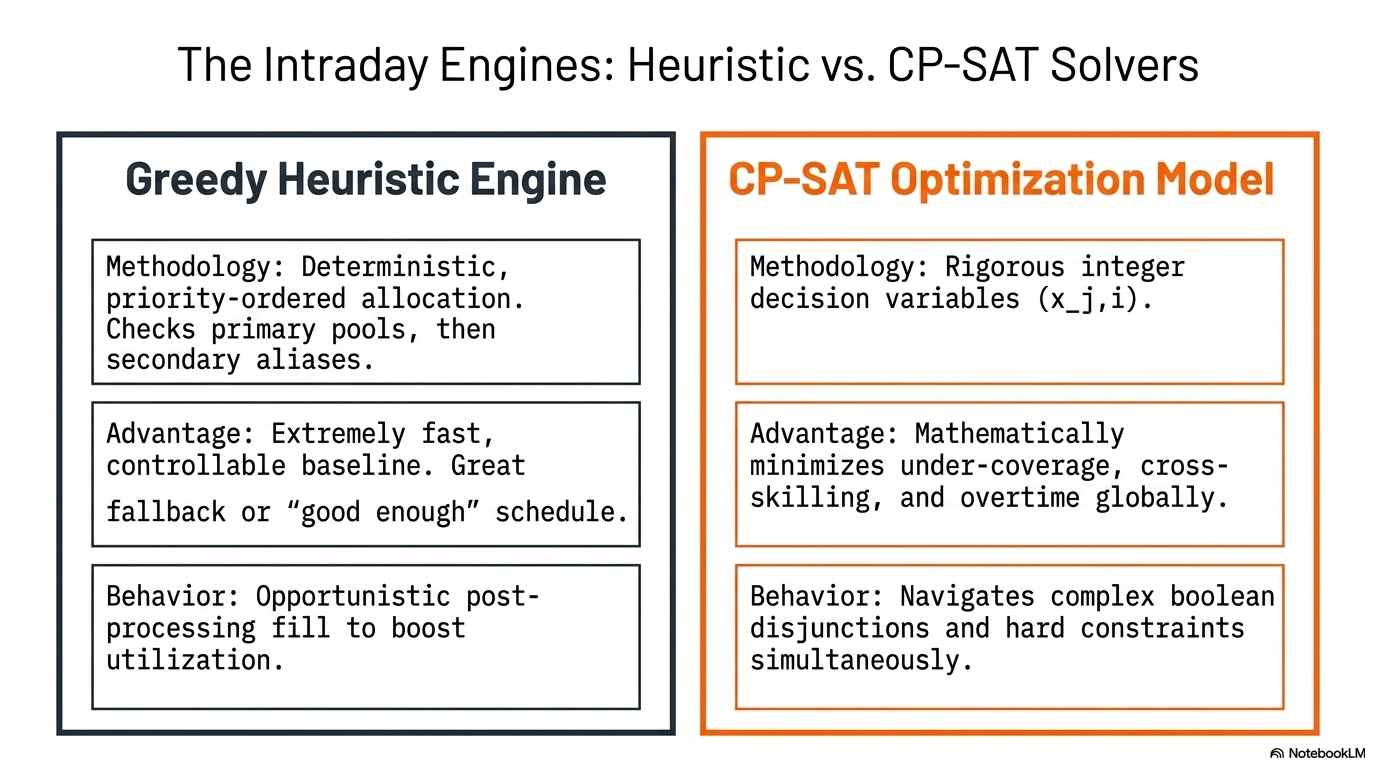 The Intraday Engines: Heuristic vs. CP-SAT Solvers
Greedy Heuristic Engine
Methodology: Deterministic,
priority-ordered allocation.
Checks primary pools, then
secondary aliases.
Advantage: Extremely fast,
controllable baseline. Great
fallback or “good enough” schedule.
Behavior: Opportunistic post-
processing fill to boost
utilization.
CP-SAT Optimization Model
Methodology: Rigorous integer
decision variables (x_j,i).
Advantage: Mathematically
minimizes under-coverage, cross-
skilling, and overtime globally.
Behavior: Navigates complex boolean
disjunctions and hard constraints
simultaneously.
NotebookLM